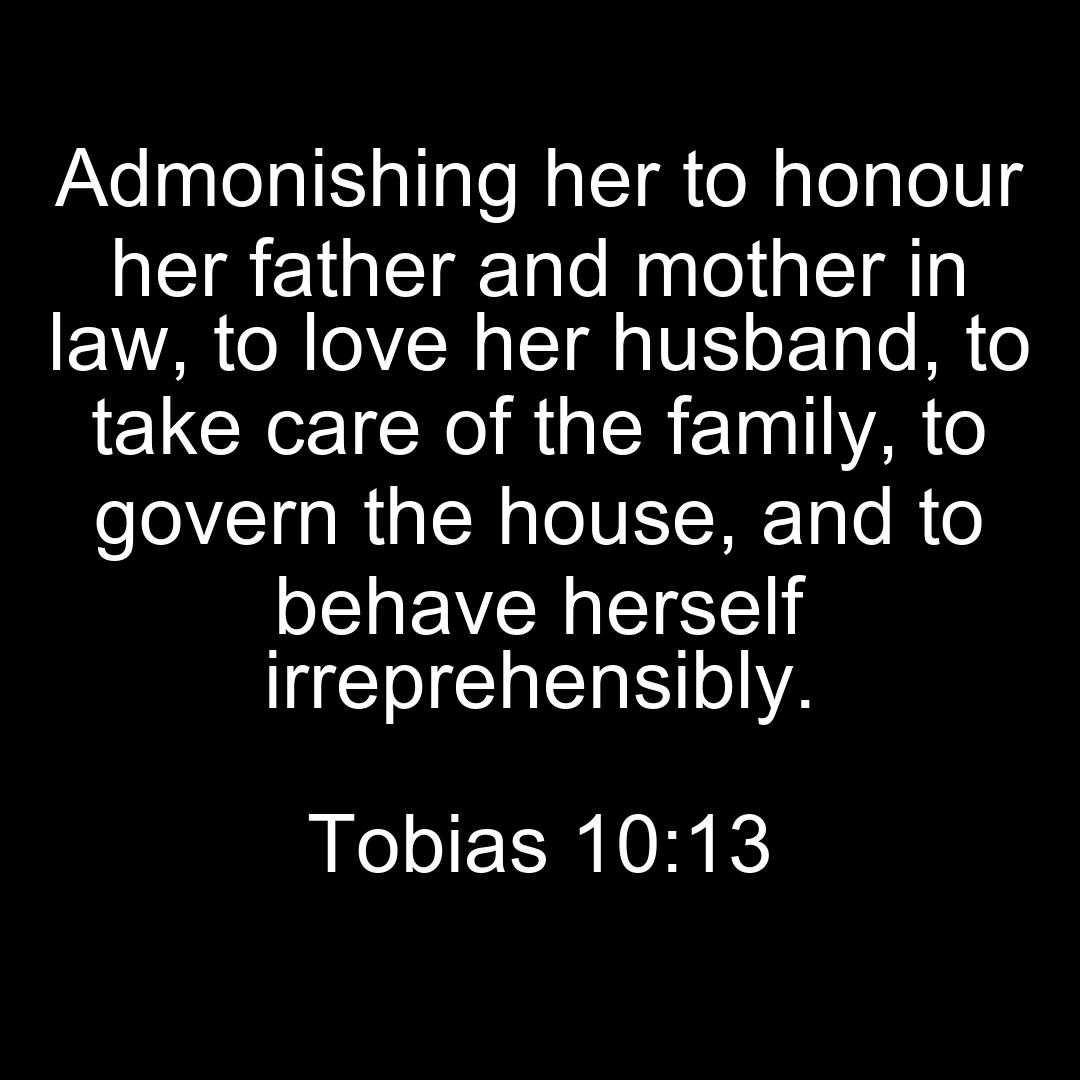 Admonishing her to honour
her father and mother in
law, to love her husband, to
take care of the family, to
govern the house, and to
behave herself
irreprehensibly.
Tobias 10:13